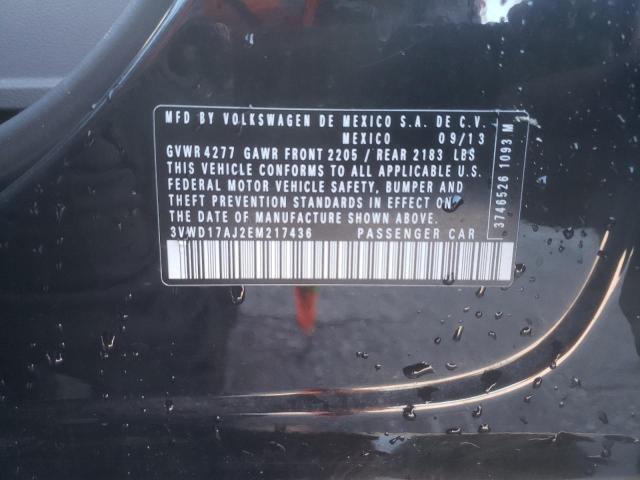 MFD BY VOLKSWAGEN DE MEXICO S.A. DE C.V.
MEXICO 09/13
GVWR 4277 GAWR FRONT 2205 / REAR 2183 LBS
THIS VEHICLE CONFORMS TO ALL APPLICABLE U.S.
FEDERAL MOTOR VEHICLE SAFETY, BUMPER AND
THEFT PREVENTION STANDARDS IN EFFECT ON
THE DATE OF MANUFACTURE SHOWN ABOVE.
3VWD17AJ2EM217436 PASSENGER CAR
3746526 1093 M